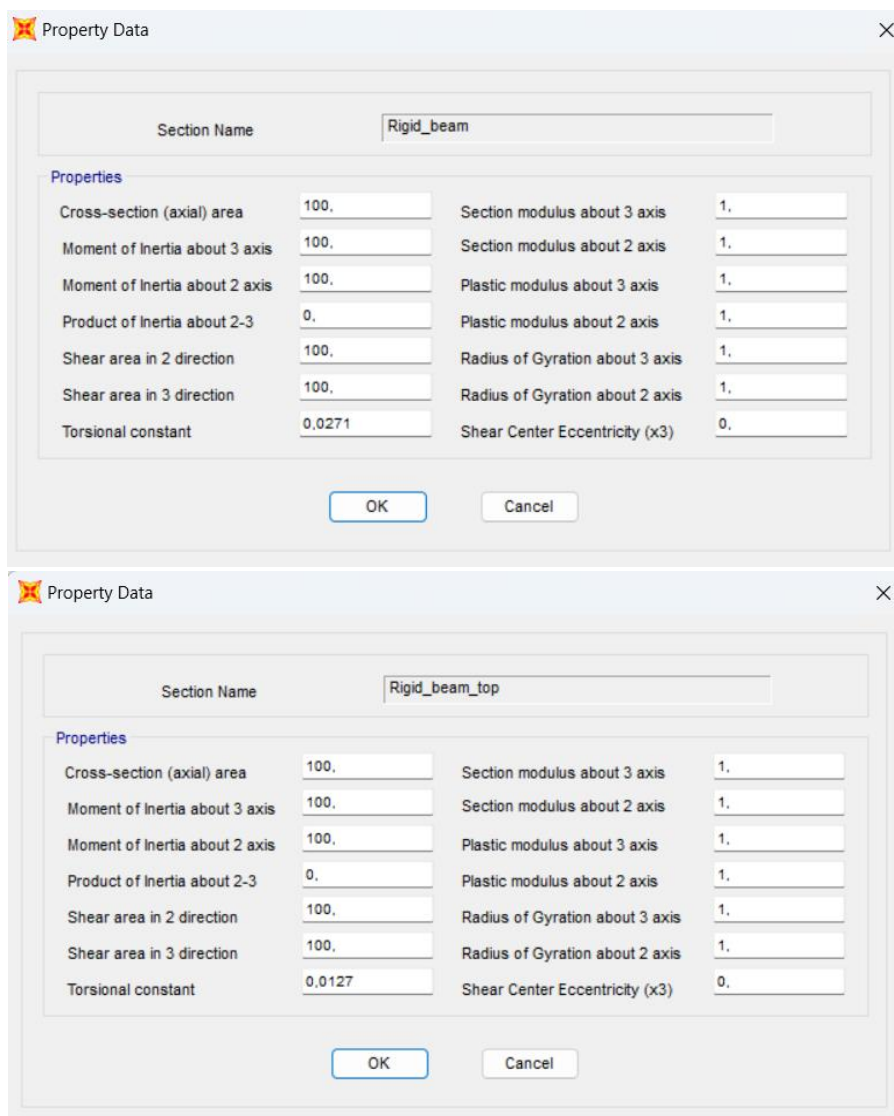 Property Data
Section Name Rigid_beam
Properties
Cross-section (axial) area 100, Section modulus about 3 axis 1,
Moment of Inertia about 3 axis 100, Section modulus about 2 axis 1,
Moment of Inertia about 2 axis 100, Plastic modulus about 3 axis 1,
Product of Inertia about 2-3 0, Plastic modulus about 2 axis 1,
Shear area in 2 direction 100, Radius of Gyration about 3 axis 1,
Shear area in 3 direction 100, Radius of Gyration about 2 axis 1,
Torsional constant 0,0271 Shear Center Eccentricity (x3) 0,
OK Cancel
Property Data
Section Name Rigid_beam_top
Properties
Cross-section (axial) area 100, Section modulus about 3 axis 1,
Moment of Inertia about 3 axis 100, Section modulus about 2 axis 1,
Moment of Inertia about 2 axis 100, Plastic modulus about 3 axis 1,
Product of Inertia about 2-3 0, Plastic modulus about 2 axis 1,
Shear area in 2 direction 100, Radius of Gyration about 3 axis 1,
Shear area in 3 direction 100, Radius of Gyration about 2 axis 1,
Torsional constant 0,0127 Shear Center Eccentricity (x3) 0,
OK Cancel